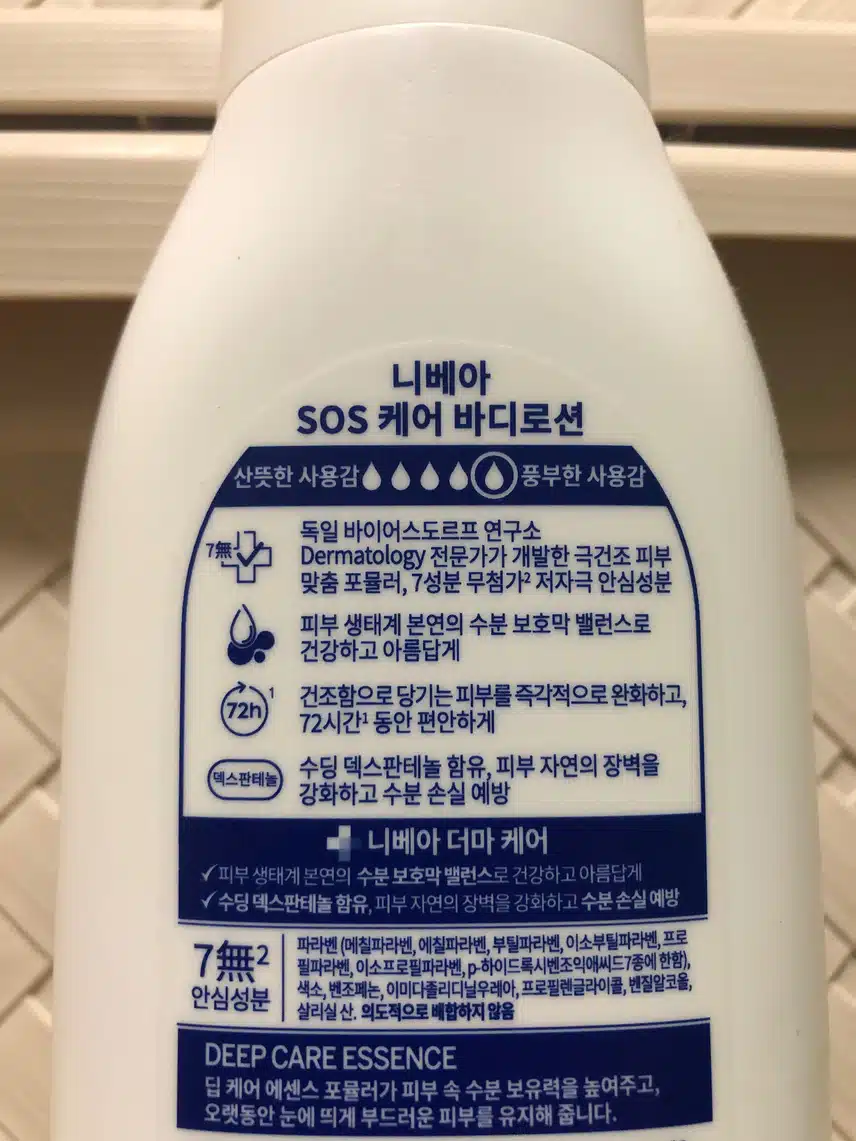 니베아
SOS 케어 바디로션
산뜻한 사용감 풍부한 사용감
7無
독일 바이어스도르프 연구소
Dermatology 전문가가 개발한 극건조 피부
맞춤 포뮬러, 7성분 무첨가² 저자극 안심성분
피부 생태계 본연의 수분 보호막 밸런스로
건강하고 아름답게
72h¹
건조함으로 당기는 피부를 즉각적으로 완화하고,
72시간¹ 동안 편안하게
덱스판테놀
수딩 덱스판테놀 함유, 피부 자연의 장벽을
강화하고 수분 손실 예방
니베아 더마 케어
✓피부 생태계 본연의 수분 보호막 밸런스로 건강하고 아름답게
✓수딩 덱스판테놀 함유, 피부 자연의 장벽을 강화하고 수분 손실 예방
7無²
안심성분
파라벤 (메칠파라벤, 에칠파라벤, 부틸파라벤, 이소부틸파라벤, 프로
필파라벤, 이소프로필파라벤, p-하이드록시벤조익애씨드7종에 한함),
색소, 벤조페논, 이미다졸리디닐우레아, 프로필렌글라이콜, 벤질알코올,
살리실 산. 의도적으로 배합하지 않음
DEEP CARE ESSENCE
딥 케어 에센스 포뮬러가 피부 속 수분 보유력을 높여주고,
오랫동안 눈에 띄게 부드러운 피부를 유지해 줍니다.